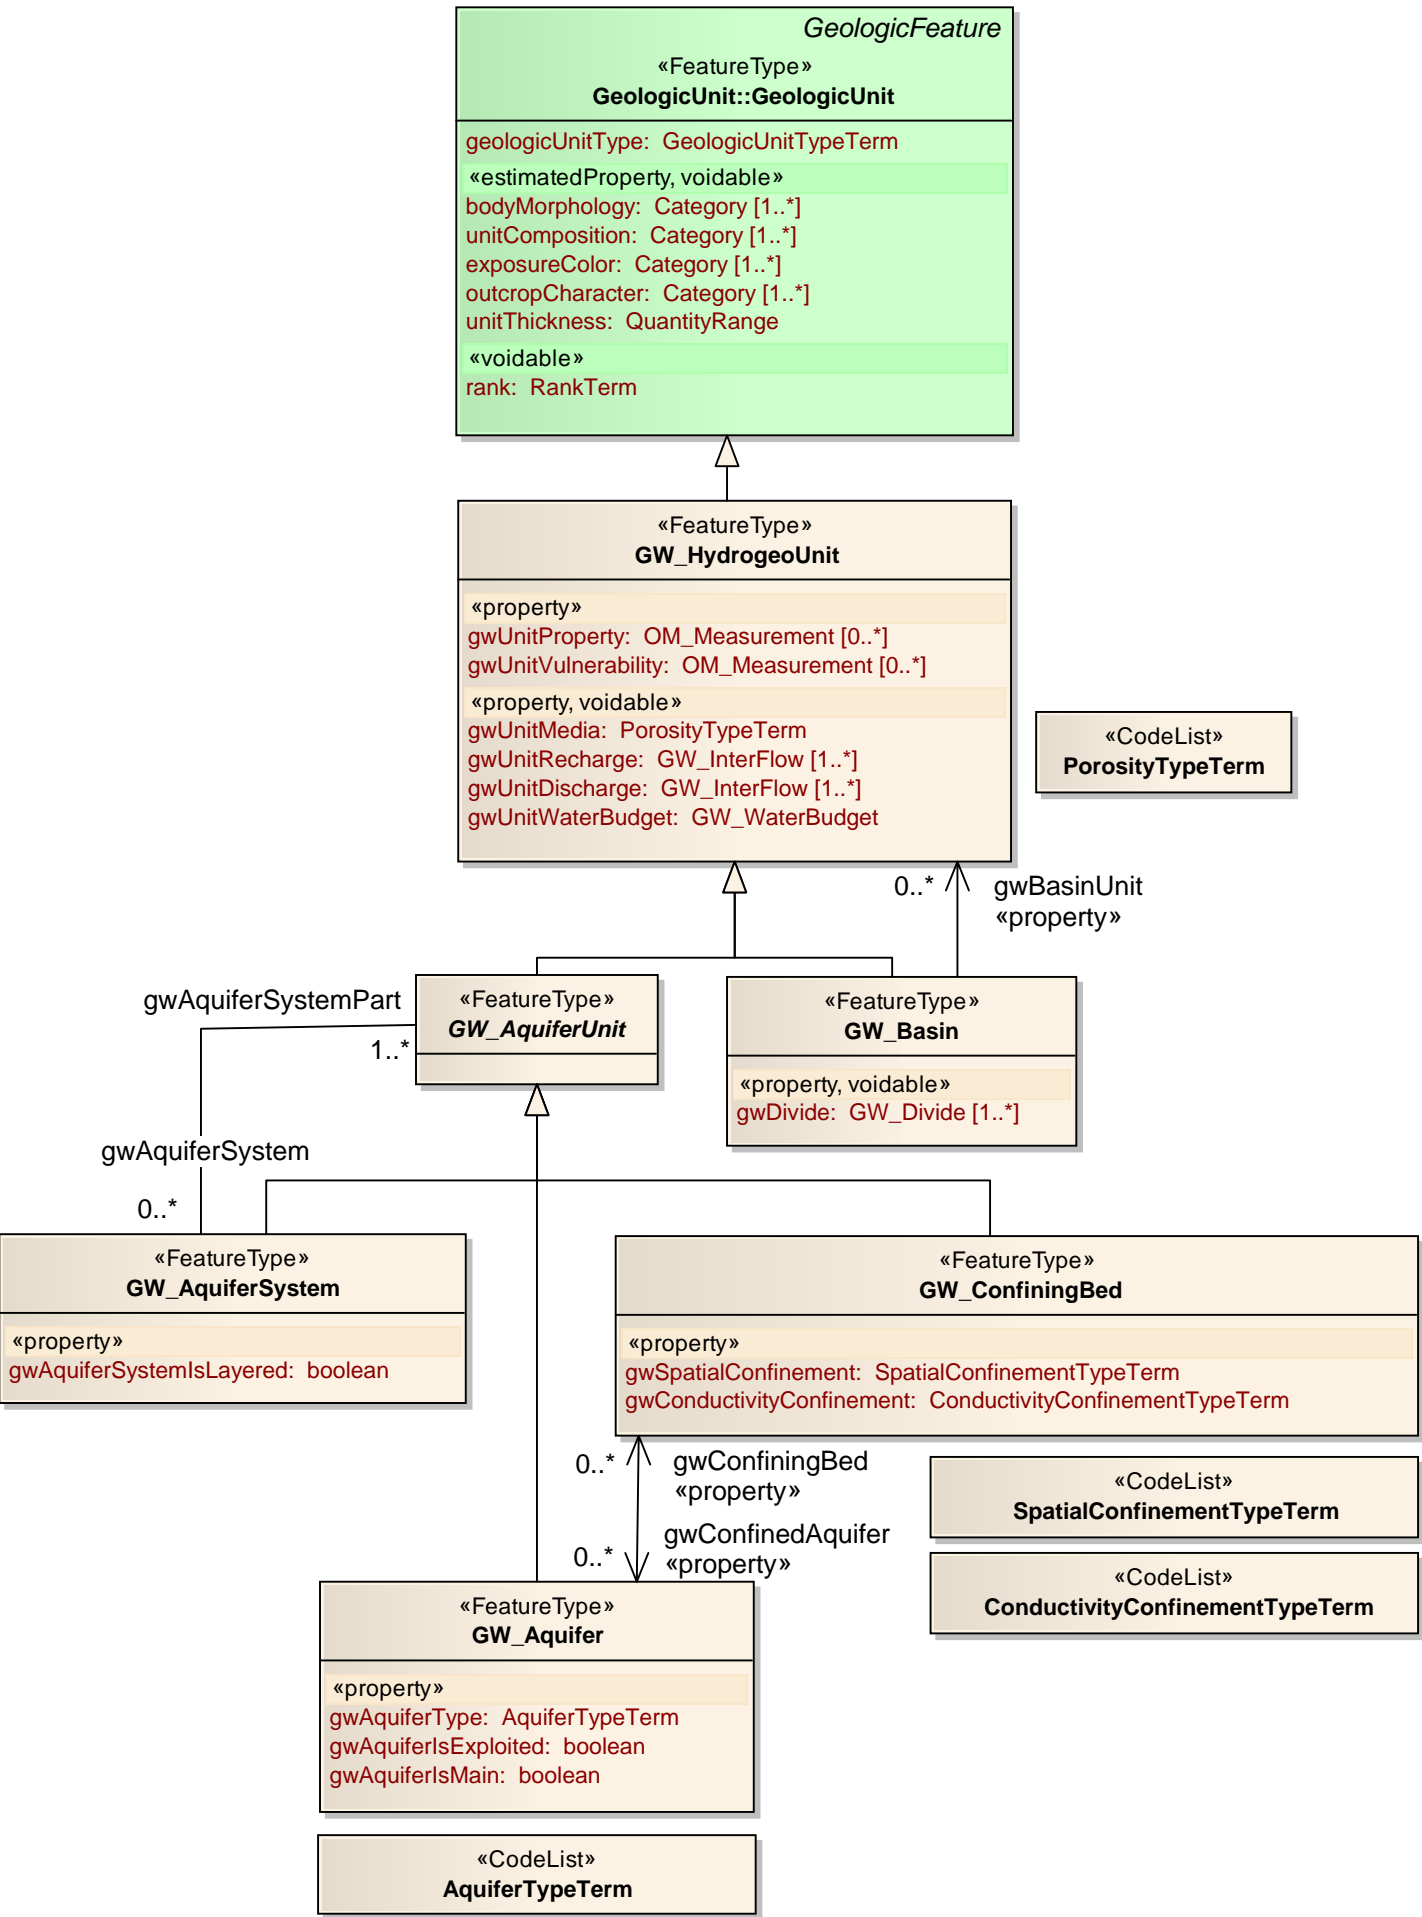 GeologicFeature
«FeatureType»
GeologicUnit::GeologicUnit
geologicUnitType: GeologicUnitTypeTerm
«estimatedProperty, voidable»
bodyMorphology: Category [1..*]
unitComposition: Category [1..*]
exposureColor: Category [1..*]
outcropCharacter: Category [1..*]
unitThickness: QuantityRange
«voidable»
rank: RankTerm
«FeatureType»
GW_HydrogeoUnit
«property»
gwUnitProperty: OM_Measurement [0..*]
gwUnitVulnerability: OM_Measurement [0..*]
«property, voidable»
gwUnitMedia: PorosityTypeTerm
gwUnitRecharge: GW_InterFlow [1..*]
gwUnitDischarge: GW_InterFlow [1..*]
gwUnitWaterBudget: GW_WaterBudget
«CodeList»
PorosityTypeTerm
0..*
gwBasinUnit
«property»
gwAquiferSystemPart
1..*
«FeatureType»
GW_AquiferUnit
«FeatureType»
GW_Basin
«property, voidable»
gwDivide: GW_Divide [1..*]
gwAquiferSystem
0..*
«FeatureType»
GW_AquiferSystem
«property»
gwAquiferSystemIsLayered: boolean
«FeatureType»
GW_ConfiningBed
«property»
gwSpatialConfinement: SpatialConfinementTypeTerm
gwConductivityConfinement: ConductivityConfinementTypeTerm
0..*
gwConfiningBed
«property»
gwConfinedAquifer
0..*
«property»
«CodeList»
SpatialConfinementTypeTerm
«CodeList»
ConductivityConfinementTypeTerm
«FeatureType»
GW_Aquifer
«property»
gwAquiferType: AquiferTypeTerm
gwAquiferIsExploited: boolean
gwAquiferIsMain: boolean
«CodeList»
AquiferTypeTerm